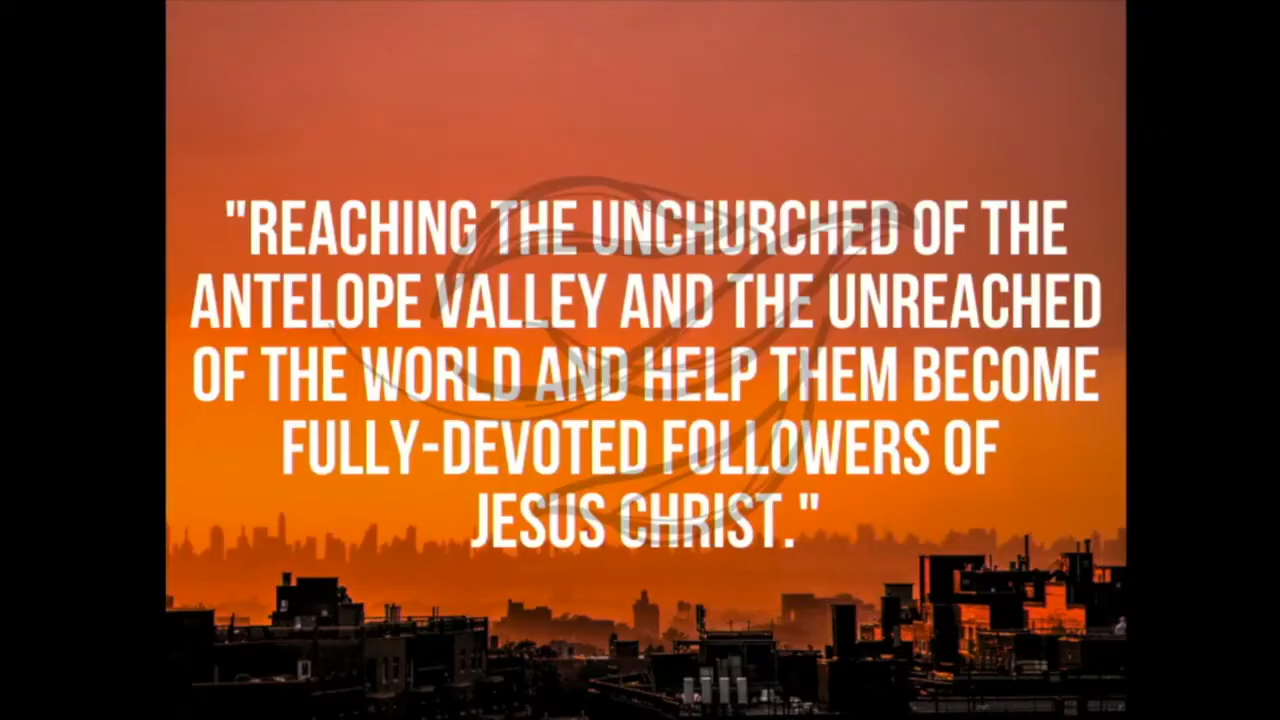 "REACHING THE UNCHURCHED OF THE
ANTELOPE VALLEY AND THE UNREACHED
OF THE WORLD AND HELP THEM BECOME
FULLY-DEVOTED FOLLOWERS OF
JESUS CHRIST."